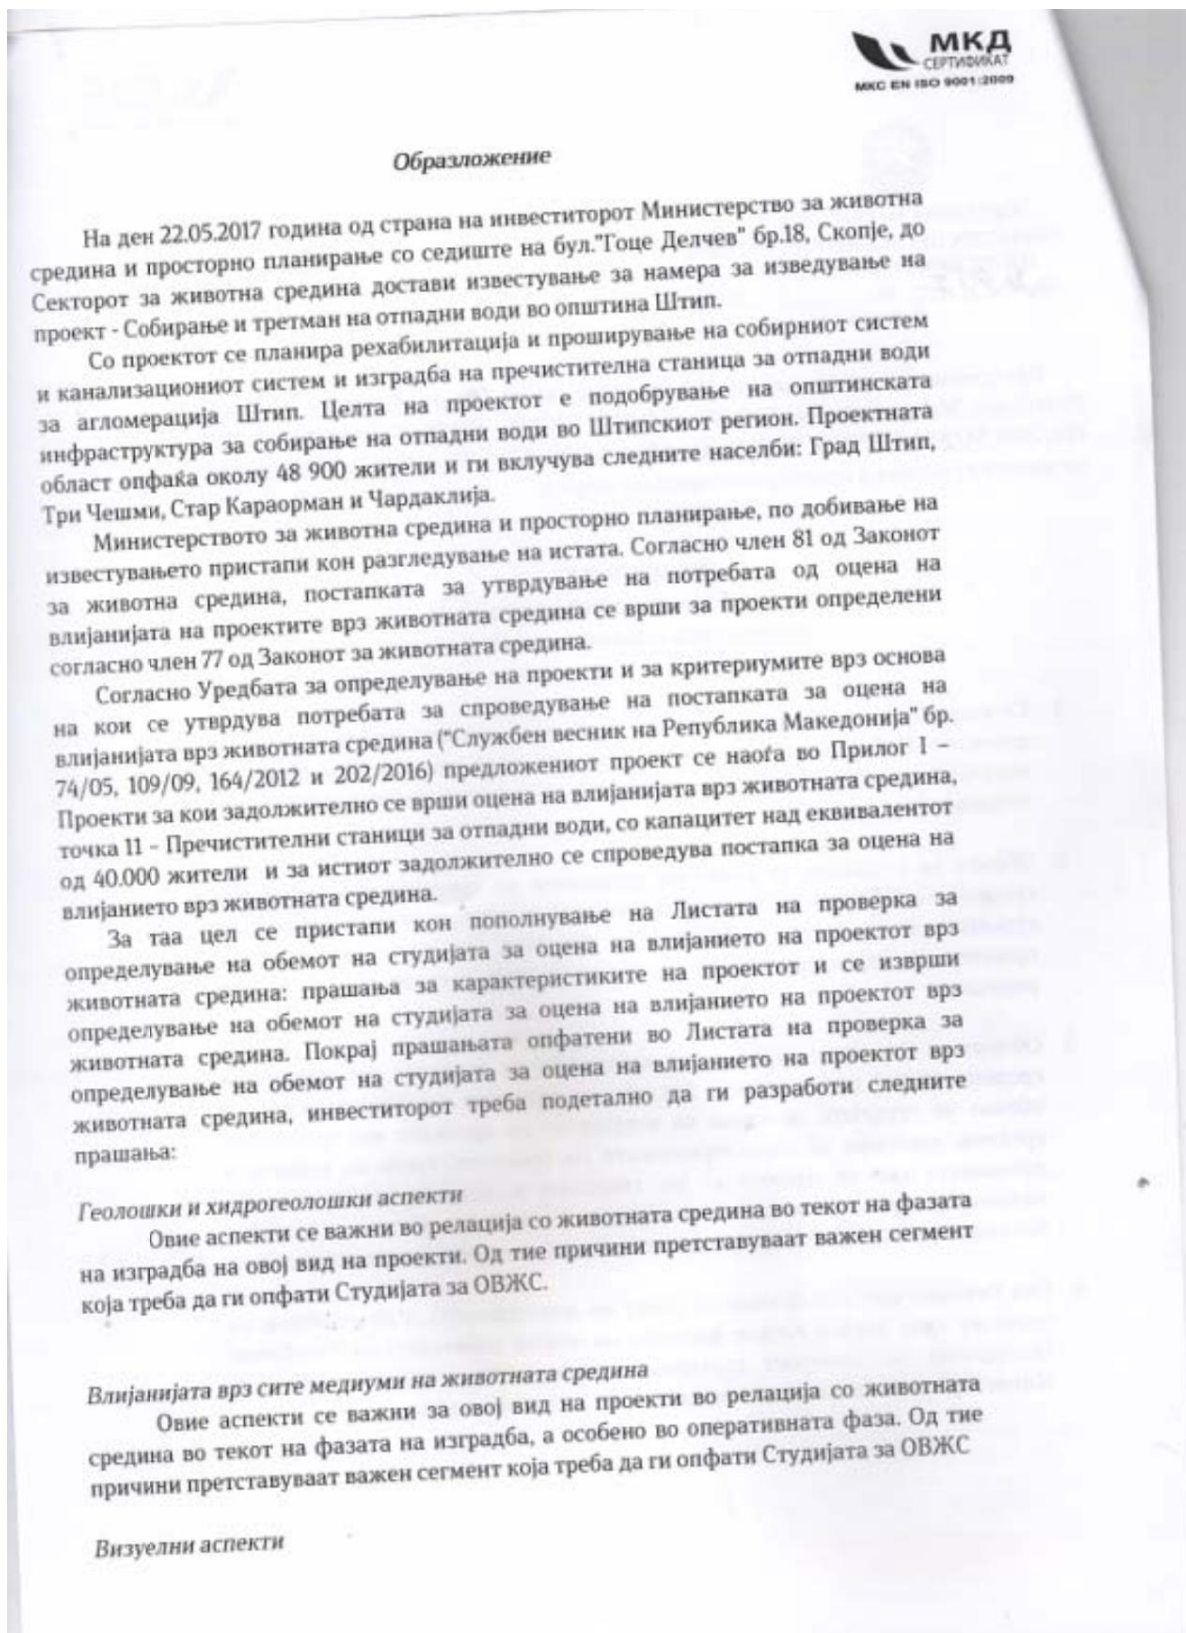 МКД
СЕРТИФИКАТ
МКС EN ISO 9001:2009
Образложение
На ден 22.05.2017 година од страна на инвеститорот Министерство за животна
средина и просторно планирање со седиште на бул."Гоце Делчев" бр.18, Скопје, до
Секторот за животна средина достави известување за намера за изведување на
проект - Собирање и третман на отпадни води во општина Штип.
Со проектот се планира рехабилитација и проширување на собирниот систем
и канализациониот систем и изградба на пречистителна станица за отпадни води
за агломерација Штип. Целта на проектот е подобрување на општинската
инфраструктура за собирање на отпадни води во Штипскиот регион. Проектната
област опфаќа околу 48 900 жители и ги вклучува следните населби: Град Штип,
Три Чешми, Стар Караорман и Чардаклија.
Министерството за животна средина и просторно планирање, по добивање на
известувањето пристапи кон разгледување на истата. Согласно член 81 од Законот
за животна средина, постапката за утврдување на потребата од оцена на
влијанијата на проектите врз животната средина се врши за проекти определени
согласно член 77 од Законот за животната средина.
Согласно Уредбата за определување на проекти и за критериумите врз основа
на кои се утврдува потребата за спроведување на постапката за оцена на
влијанијата врз животната средина ("Службен весник на Република Македонија" бр.
74/05, 109/09, 164/2012 и 202/2016) предложениот проект се наоѓа во Прилог I –
Проекти за кои задолжително се врши оцена на влијанијата врз животната средина,
точка 11 – Пречистителни станици за отпадни води, со капацитет над еквивалентот
од 40.000 жители и за истиот задолжително се спроведува постапка за оцена на
влијанието врз животната средина.
За таа цел се пристапи кон пополнување на Листата на проверка за
определување на обемот на студијата за оцена на влијанието на проектот врз
животната средина: прашања за карактеристиките на проектот и се изврши
определување на обемот на студијата за оцена на влијанието на проектот врз
животната средина. Покрај прашањата опфатени во Листата на проверка за
определување на обемот на студијата за оцена на влијанието на проектот врз
животната средина, инвеститорот треба подетално да ги разработи следните
прашања:
Геолошки и хидрогеолошки аспекти
Овие аспекти се важни во релација со животната средина во текот на фазата
на изградба на овој вид на проекти. Од тие причини претставуваат важен сегмент
која треба да ги опфати Студијата за ОВЖС.
Влијанијата врз сите медиуми на животната средина
Овие аспекти се важни за овој вид на проекти во релација со животната
средина во текот на фазата на изградба, а особено во оперативната фаза. Од тие
причини претставуваат важен сегмент која треба да ги опфати Студијата за ОВЖС
Визуелни аспекти